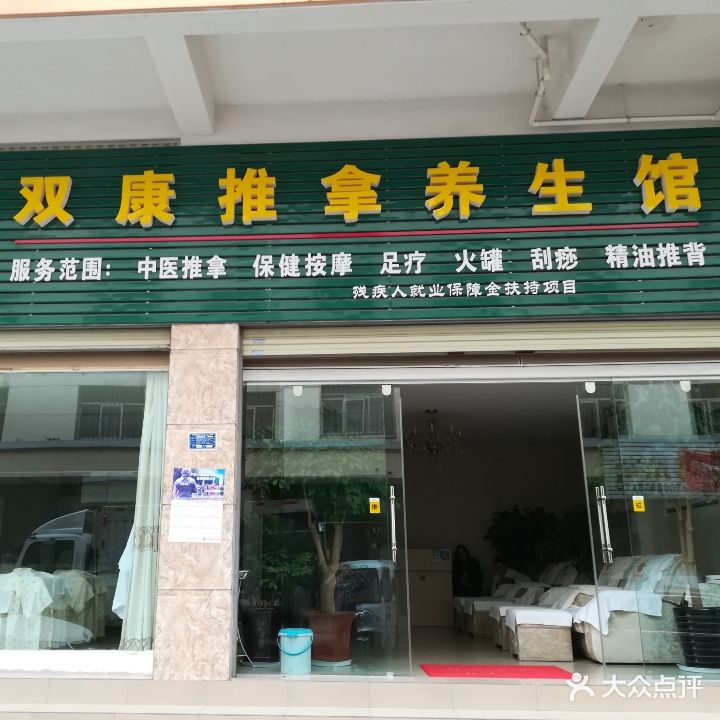 双康推拿养生馆
服务范围: 中医推拿 保健按摩 足疗 火罐 刮痧 精油推背
残疾人就业保障金扶持项目
推
拉
大众点评